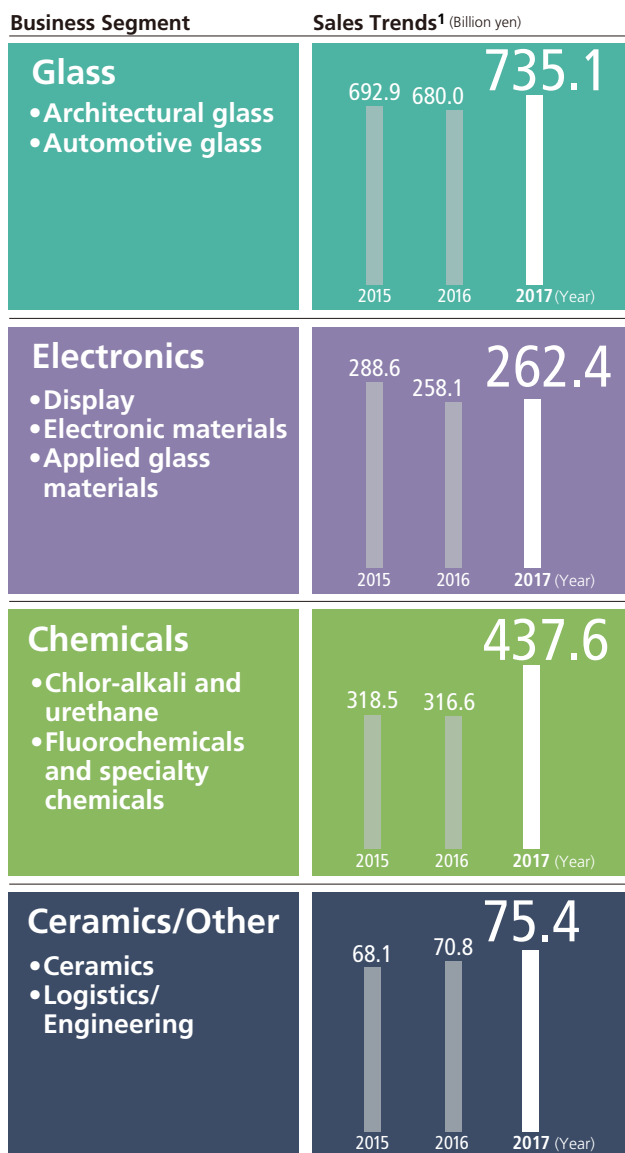 Business Segment
Sales Trends1 (Billion yen)
Glass
•Architectural glass
•Automotive glass
692.9
680.0
735.1
2015
2016
2017 (Year)
Electronics
•Display
•Electronic materials
•Applied glass
materials
288.6
258.1
262.4
2015
2016
2017 (Year)
Chemicals
•Chlor-alkali and
urethane
•Fluorochemicals
and specialty
chemicals
318.5
316.6
437.6
2015
2016
2017 (Year)
Ceramics/Other
•Ceramics
•Logistics/
Engineering
68.1
70.8
75.4
2015
2016
2017 (Year)